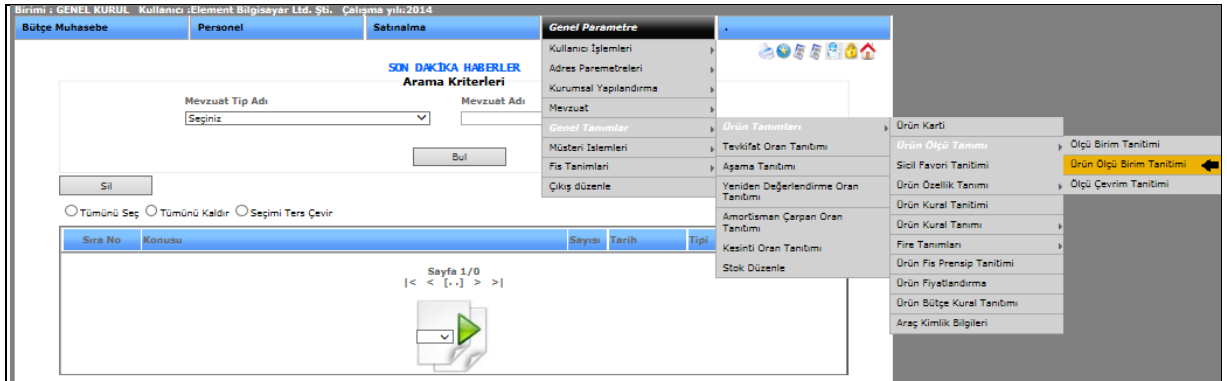 Birimi : GENEL KURUL Kullanıcı :Element Bilgisayar Ltd. Şti. Çalışma yılı:2014
Bütçe Muhasebe Personel Satınalma Genel Parametre .
Kullanıcı İşlemleri
Adres Paremetreleri
Kurumsal Yapılandırma
Mevzuat
Genel Tanımlar
Müsteri Islemleri
Fis Tanimlari
Çıkış düzenle
SON DAKİKA HABERLER
Arama Kriterleri
Mevzuat Tip Adı Mevzuat Adı
Seçiniz
Bul
Sil
Tümünü Seç Tümünü Kaldır Seçimi Ters Çevir
Sıra No Konusu Sayısı Tarih Tipi
Sayfa 1/0
|< < [..] > >|
Ürün Tanımları
Tevkifat Oran Tanıtımı
Aşama Tanıtımı
Yeniden Değerlendirme Oran
Tanıtımı
Amortisman Çarpan Oran
Tanıtımı
Kesinti Oran Tanıtımı
Stok Düzenle
Ürün Karti
Ürün Ölçü Tanımı
Sicil Favori Tanitimi
Ürün Özellik Tanımı
Ürün Kural Tanitimi
Ürün Kural Tanımı
Fire Tanımları
Ürün Fis Prensip Tanitimi
Ürün Fiyatlandırma
Ürün Bütçe Kural Tanıtımı
Araç Kimlik Bilgileri
Ölçü Birim Tanitimi
Ürün Ölçü Birim Tanitimi
Ölçü Çevrim Tanitimi